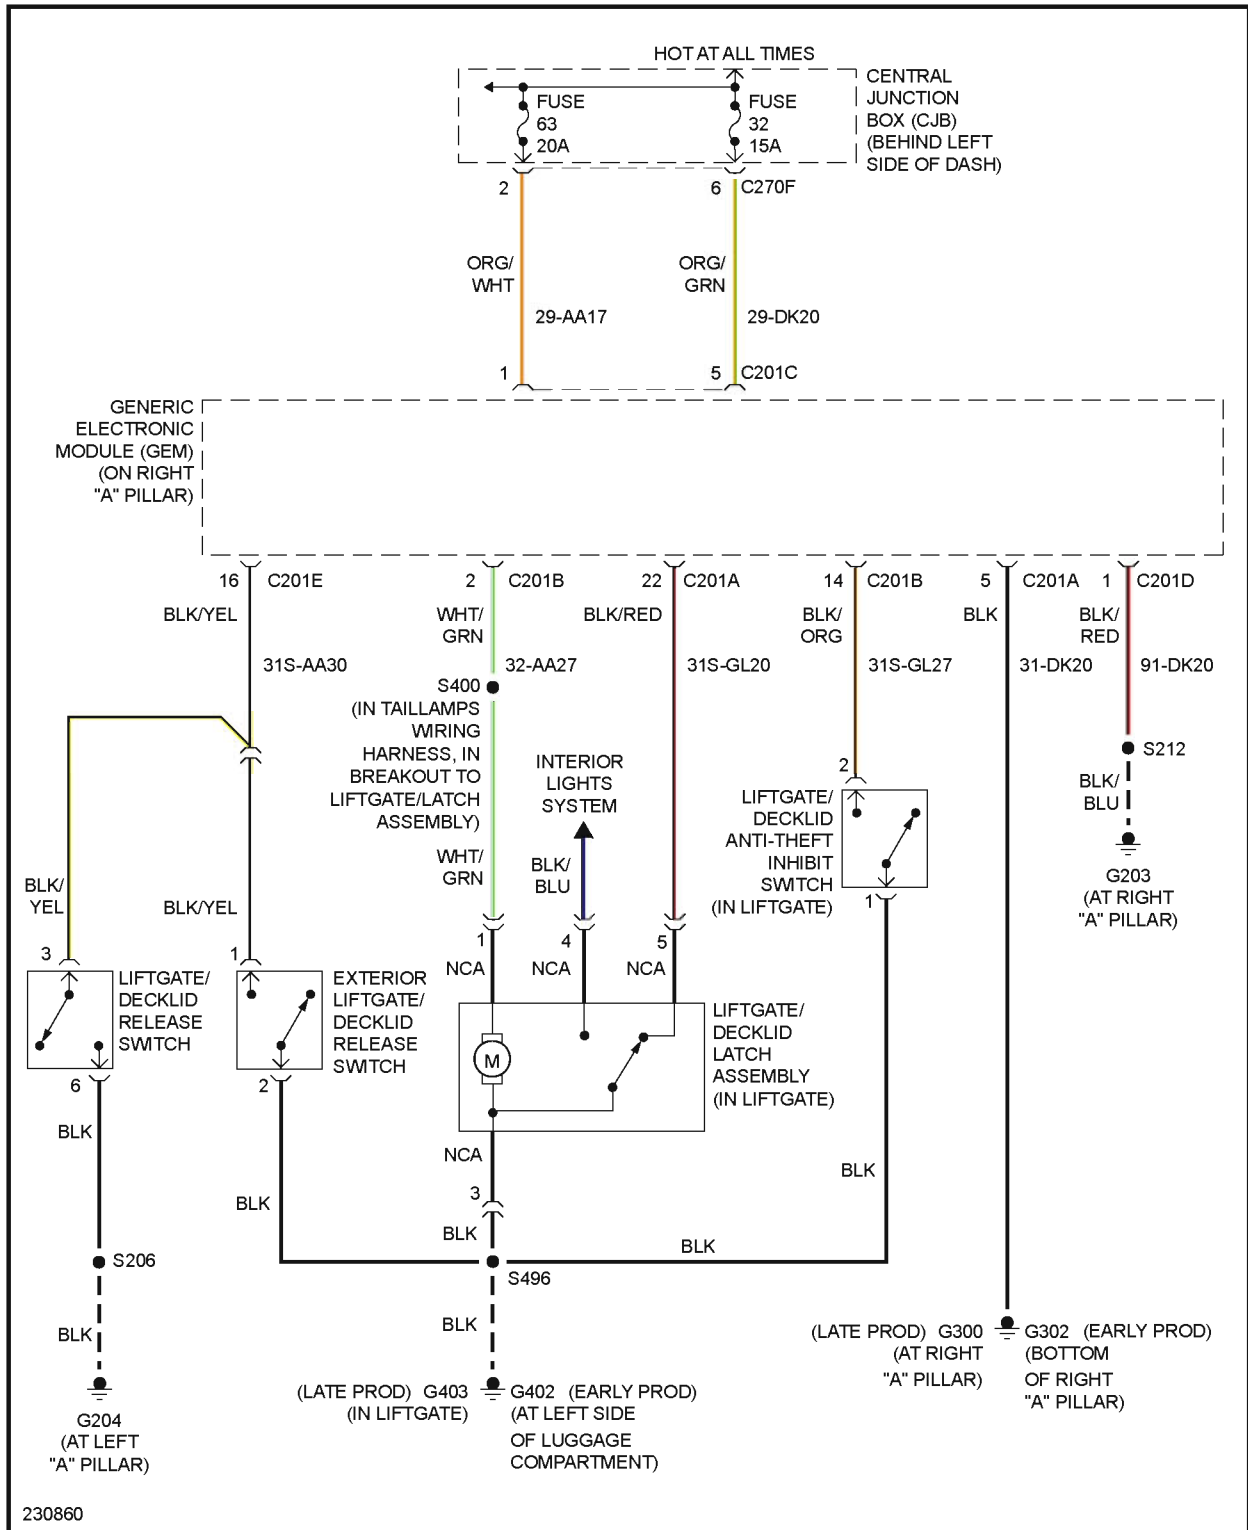 HOT AT ALL TIMES
FUSE
63
20A
FUSE
32
15A
CENTRAL
JUNCTION
BOX (CJB)
(BEHIND LEFT
SIDE OF DASH)
2
6
C270F
ORG/
WHT
ORG/
GRN
29-AA17
29-DK20
1
5
C201C
GENERIC
ELECTRONIC
MODULE (GEM)
(ON RIGHT
"A" PILLAR)
16
C201E
2
C201B
22
C201A
14
C201B
5
C201A
1
C201D
BLK/YEL
WHT/
GRN
BLK/RED
BLK/
ORG
BLK
BLK/
RED
31S-AA30
32-AA27
31S-GL20
31S-GL27
31-DK20
91-DK20
S400
(IN TAILLAMPS
WIRING
HARNESS, IN
BREAKOUT TO
LIFTGATE/LATCH
ASSEMBLY)
INTERIOR
LIGHTS
SYSTEM
2
S212
BLK/
BLU
LIFTGATE/
DECKLID
ANTI-THEFT
INHIBIT
SWITCH
(IN LIFTGATE)
1
G203
(AT RIGHT
"A" PILLAR)
WHT/
GRN
BLK/
BLU
BLK/
YEL
BLK/YEL
3
1
1
4
5
NCA
NCA
NCA
LIFTGATE/
DECKLID
RELEASE
SWITCH
EXTERIOR
LIFTGATE/
DECKLID
RELEASE
SWITCH
M
LIFTGATE/
DECKLID
LATCH
ASSEMBLY
(IN LIFTGATE)
6
2
BLK
NCA
BLK
BLK
3
BLK
BLK
S206
S496
BLK
BLK
G204
(AT LEFT
"A" PILLAR)
(LATE PROD) G403
(IN LIFTGATE)
G402 (EARLY PROD)
(AT LEFT SIDE
OF LUGGAGE
COMPARTMENT)
(LATE PROD) G300
(AT RIGHT
"A" PILLAR)
G302 (EARLY PROD)
(BOTTOM
OF RIGHT
"A" PILLAR)
230860